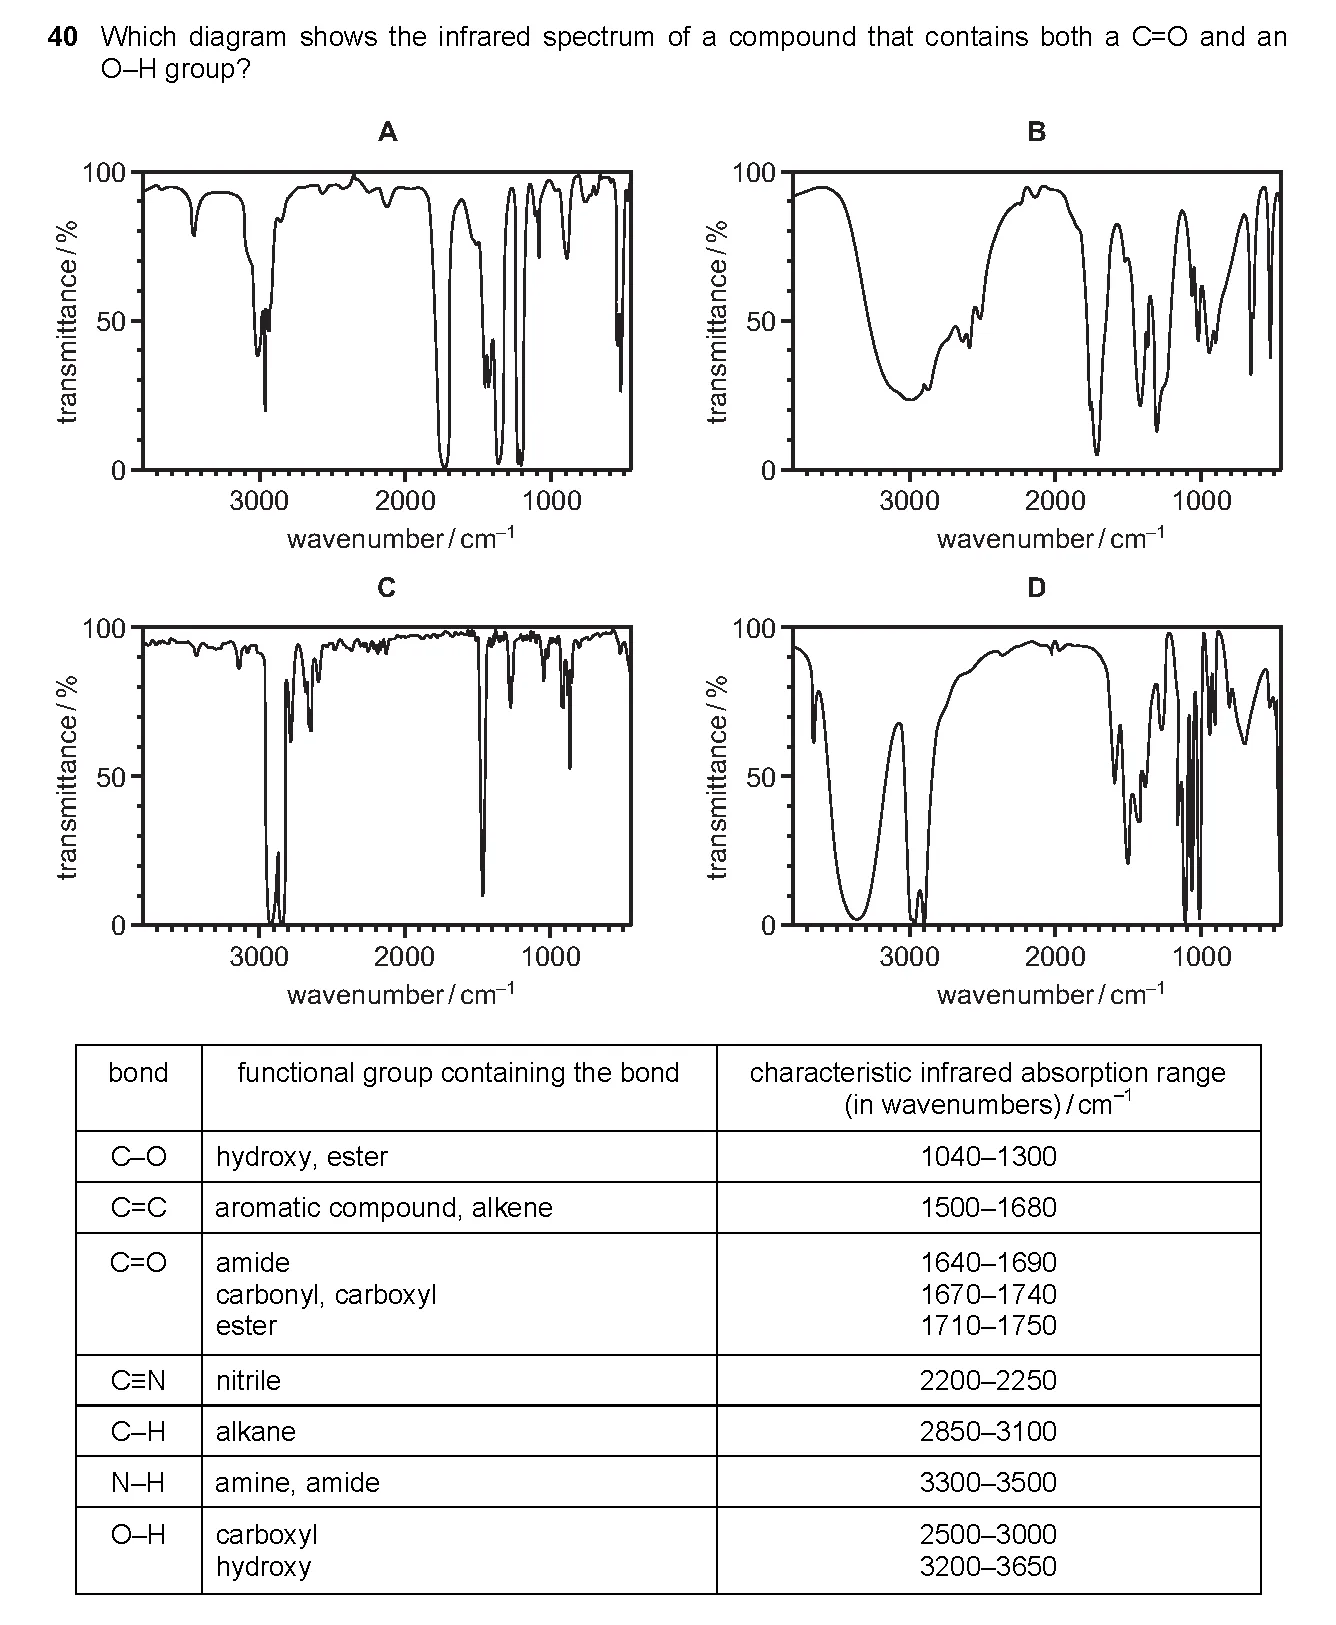 40 Which diagram shows the infrared spectrum of a compound that contains both a C=O and an
O–H group?
A
100
50
0
transmittance / %
3000 2000 1000
wavenumber / cm⁻¹
B
100
50
0
transmittance / %
3000 2000 1000
wavenumber / cm⁻¹
C
100
50
0
transmittance / %
3000 2000 1000
wavenumber / cm⁻¹
D
100
50
0
transmittance / %
3000 2000 1000
wavenumber / cm⁻¹
bond functional group containing the bond characteristic infrared absorption range
(in wavenumbers) / cm⁻¹
C–O hydroxy, ester 1040–1300
C=C aromatic compound, alkene 1500–1680
C=O amide 1640–1690
carbonyl, carboxyl 1670–1740
ester 1710–1750
C≡N nitrile 2200–2250
C–H alkane 2850–3100
N–H amine, amide 3300–3500
O–H carboxyl 2500–3000
hydroxy 3200–3650